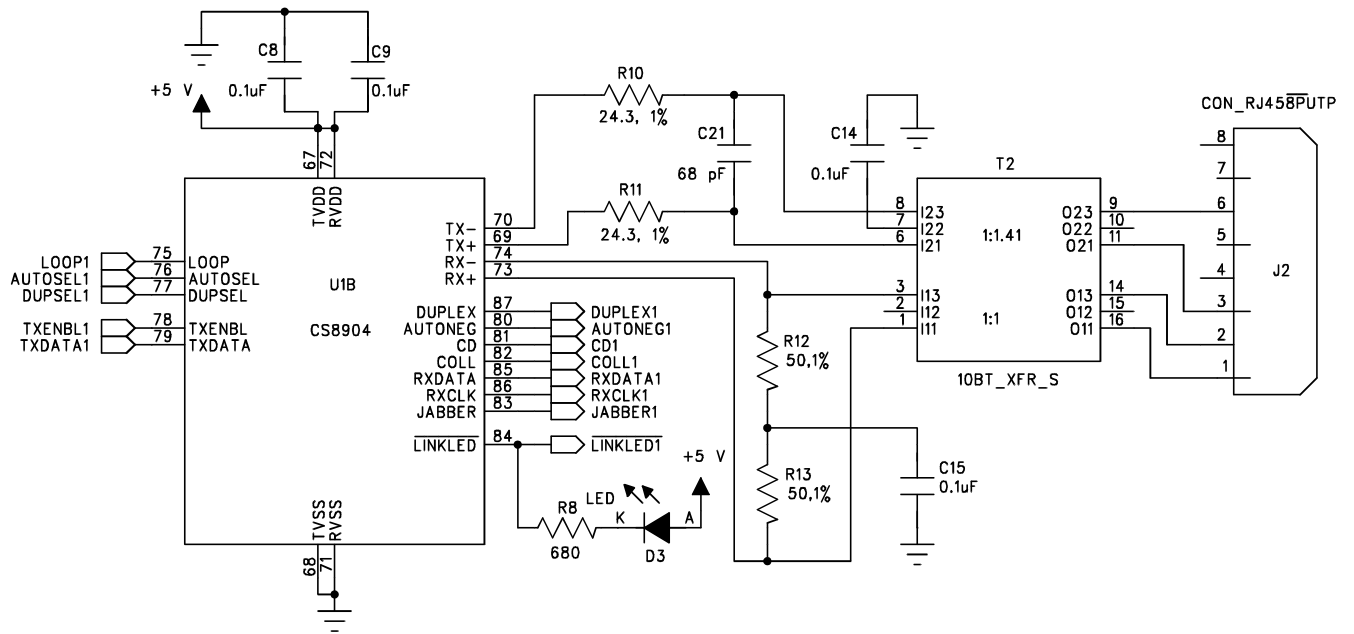 C8
0.1uF
C9
0.1uF
+5 V
67
72
TVDD
RVDD
R10
24.3, 1%
C21
68 pF
R11
24.3, 1%
C14
0.1uF
CON_RJ458PUTP
T2
LOOP1
75
LOOP
AUTOSEL1
76
AUTOSEL
DUPSEL1
77
DUPSEL
TXENBL1
78
TXENBL
TXDATA1
79
TXDATA
U1B
CS8904
TX-
70
TX+
69
RX-
74
RX+
73
DUPLEX
87
DUPLEX1
AUTONEG
80
AUTONEG1
CD
81
CD1
COLL
82
COLL1
RXDATA
85
RXDATA1
RXCLK
86
RXCLK1
JABBER
83
JABBER1
LINKLED
84
LINKLED1
TVSS
RVSS
68
71
R8
680
LED
K
A
D3
+5 V
R12
50,1%
R13
50,1%
C15
0.1uF
8
I23
7
I22
6
I21
1:1.41
3
I13
2
I12
1
I11
1:1
O23
9
O22
10
O21
11
O13
14
O12
15
O11
16
10BT_XFR_S
8
7
6
5
4
3
2
1
J2